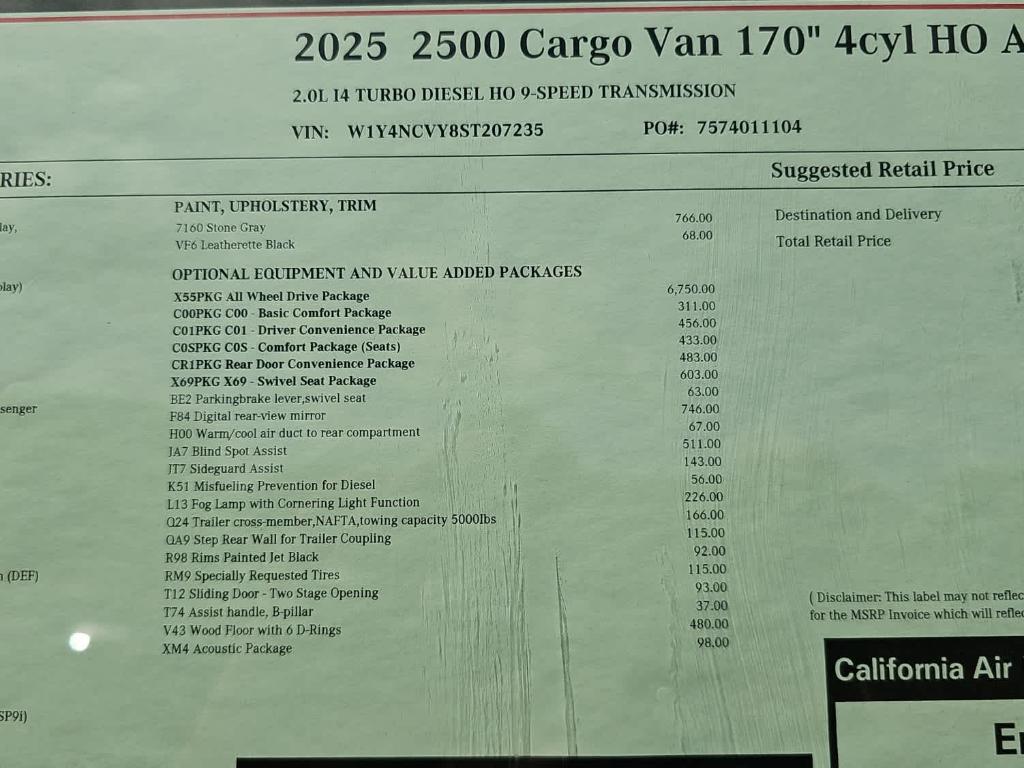 2025 2500 Cargo Van 170" 4cyl HO A
2.0L I4 TURBO DIESEL HO 9-SPEED TRANSMISSION
VIN: W1Y4NCVY8ST207235 PO#: 7574011104
RIES: Suggested Retail Price
PAINT, UPHOLSTERY, TRIM
lay, 7160 Stone Gray 766.00 Destination and Delivery
VF6 Leatherette Black 68.00 Total Retail Price
OPTIONAL EQUIPMENT AND VALUE ADDED PACKAGES
play) X55PKG All Wheel Drive Package 6,750.00
C00PKG C00 - Basic Comfort Package 311.00
C01PKG C01 - Driver Convenience Package 456.00
C0SPKG C0S - Comfort Package (Seats) 433.00
CR1PKG Rear Door Convenience Package 483.00
X69PKG X69 - Swivel Seat Package 603.00
BE2 Parkingbrake lever,swivel seat 63.00
senger F84 Digital rear-view mirror 746.00
H00 Warm/cool air duct to rear compartment 67.00
JA7 Blind Spot Assist 511.00
JT7 Sideguard Assist 143.00
K51 Misfueling Prevention for Diesel 56.00
L13 Fog Lamp with Cornering Light Function 226.00
Q24 Trailer cross-member,NAFTA,towing capacity 5000lbs 166.00
QA9 Step Rear Wall for Trailer Coupling 115.00
R98 Rims Painted Jet Black 92.00
n (DEF) RM9 Specially Requested Tires 115.00
T12 Sliding Door - Two Stage Opening 93.00
T74 Assist handle, B-pillar 37.00
V43 Wood Floor with 6 D-Rings 480.00
XM4 Acoustic Package 98.00
( Disclaimer: This label may not reflec
for the MSRP Invoice which will refle
California Air
SP9i)
En